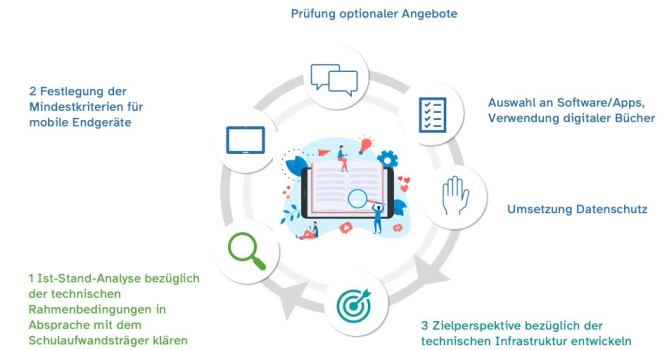 Prüfung optionaler Angebote
2 Festlegung der
Mindestkriterien für
mobile Endgeräte
Auswahl an Software/Apps,
Verwendung digitaler Bücher
Umsetzung Datenschutz
1 Ist-Stand-Analyse bezüglich
der technischen
Rahmenbedingungen in
Absprache mit dem
Schulaufwandsträger klären
3 Zielperspektive bezüglich der
technischen Infrastruktur entwickeln